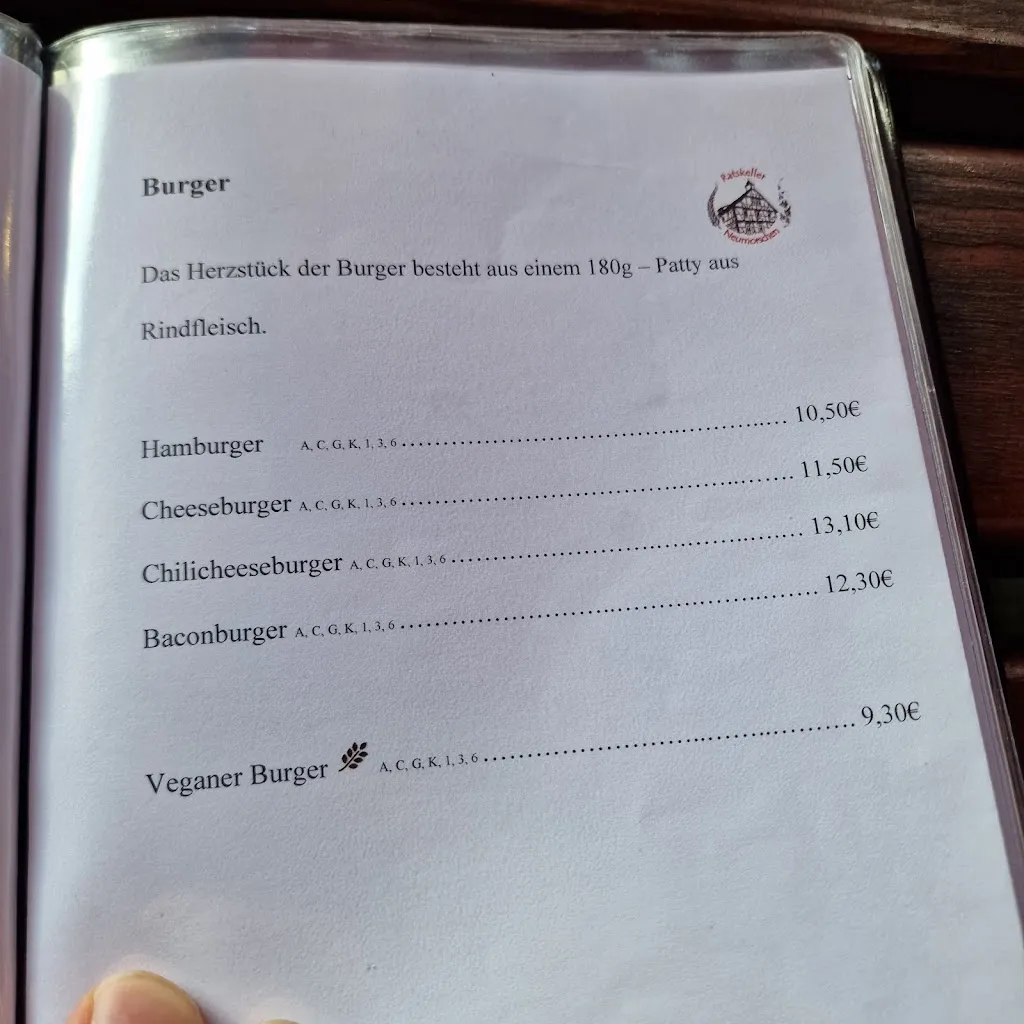 Burger
Ratskeller
Neumorschen
Das Herzstück der Burger besteht aus einem 180g – Patty aus
Rindfleisch.
Hamburger A, C, G, K, 1, 3, 6 ........................................................ 10,50€
Cheeseburger A, C, G, K, 1, 3, 6 ........................................................ 11,50€
Chilicheeseburger A, C, G, K, 1, 3, 6 .................................................. 13,10€
Baconburger A, C, G, K, 1, 3, 6 ........................................................ 12,30€
Veganer Burger A, C, G, K, 1, 3, 6 .................................................. 9,30€